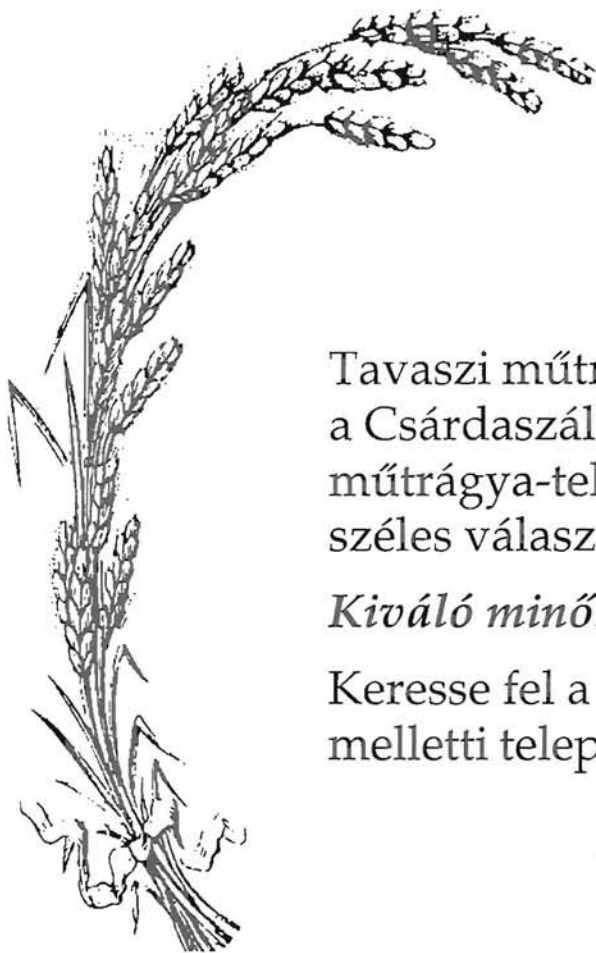 Tavaszi műtr
a Csárdaszál
műtrágya-tel
széles válasz
Kiváló minő
Keresse fel a
melletti telep